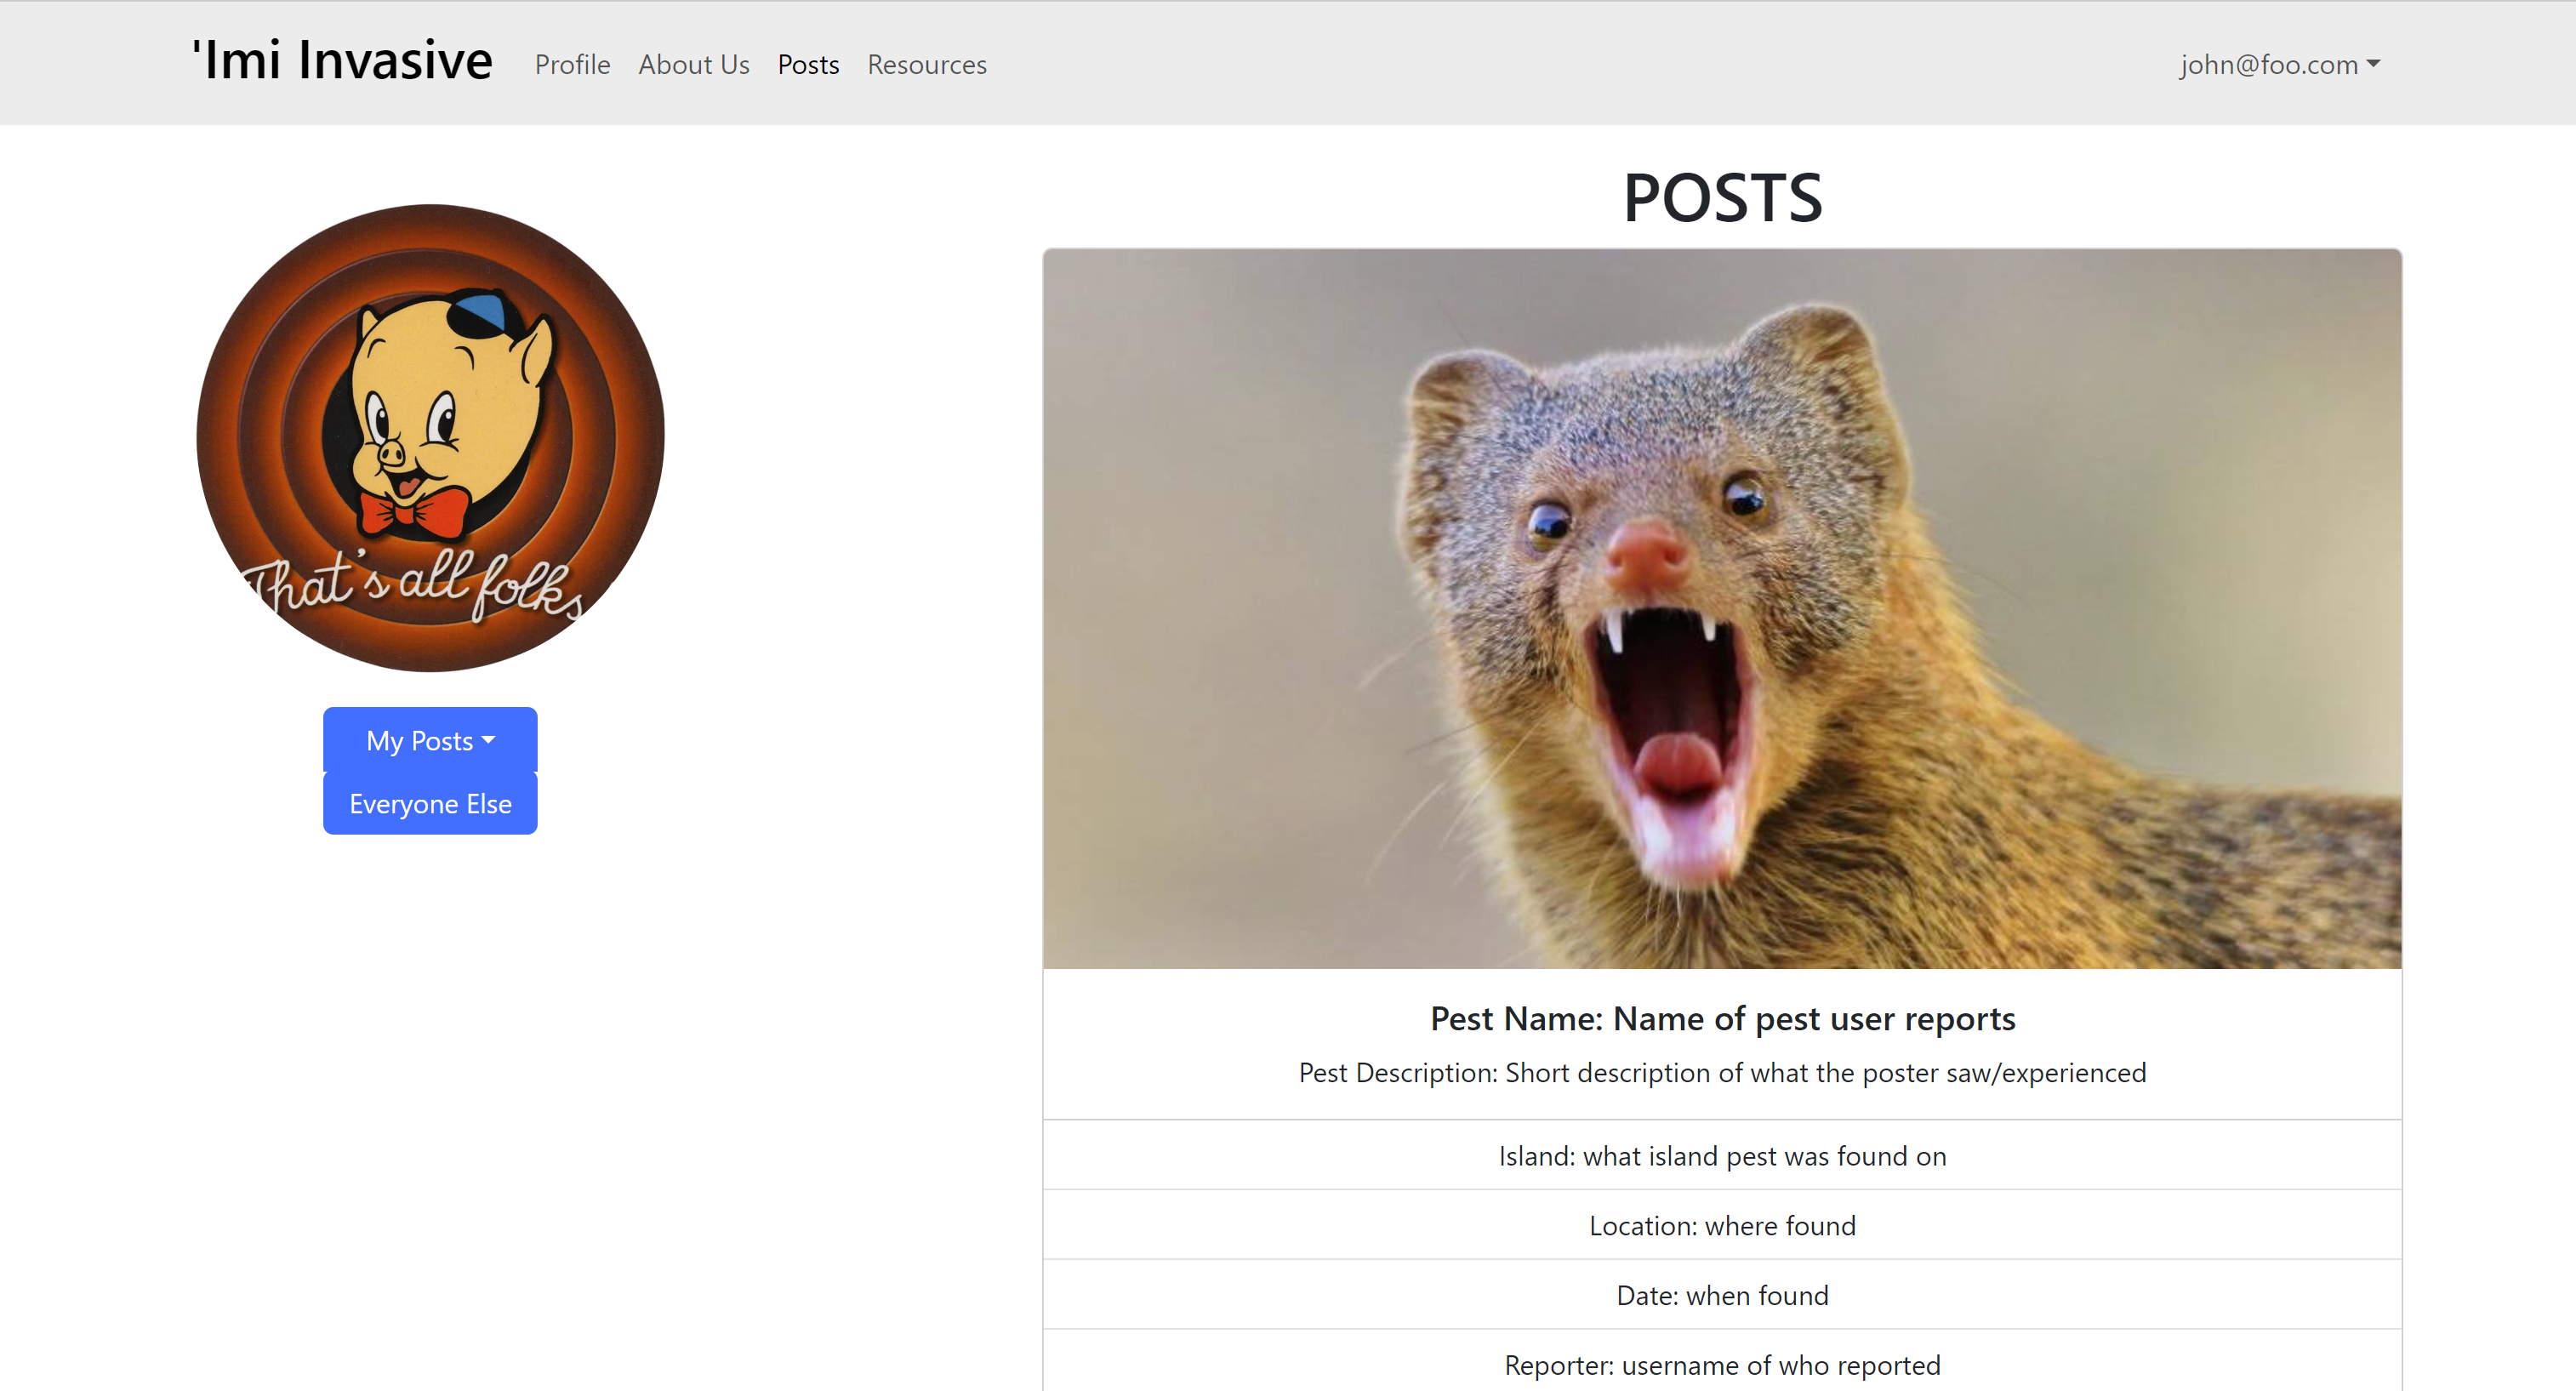 'Imi Invasive Profile About Us Posts Resources john@foo.com
That's all folks
My Posts
Everyone Else
POSTS
Pest Name: Name of pest user reports
Pest Description: Short description of what the poster saw/experienced
Island: what island pest was found on
Location: where found
Date: when found
Reporter: username of who reported